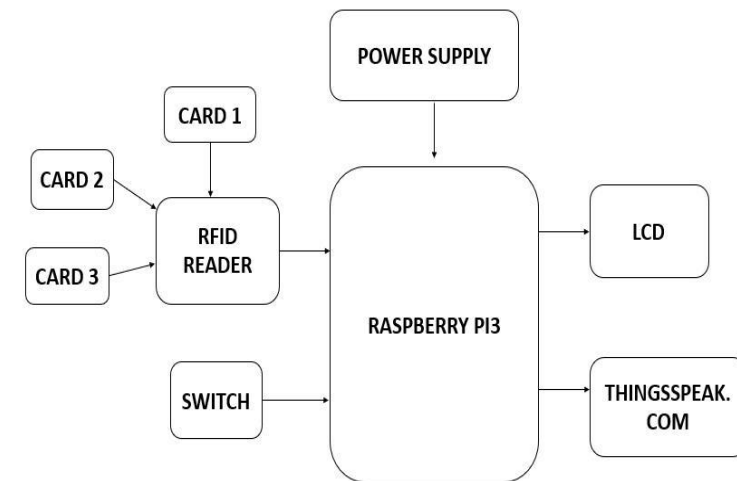 POWER SUPPLY
CARD 1
CARD 2
CARD 3
RFID
READER
LCD
RASPBERRY PI3
SWITCH
THINGSSPEAK.
COM